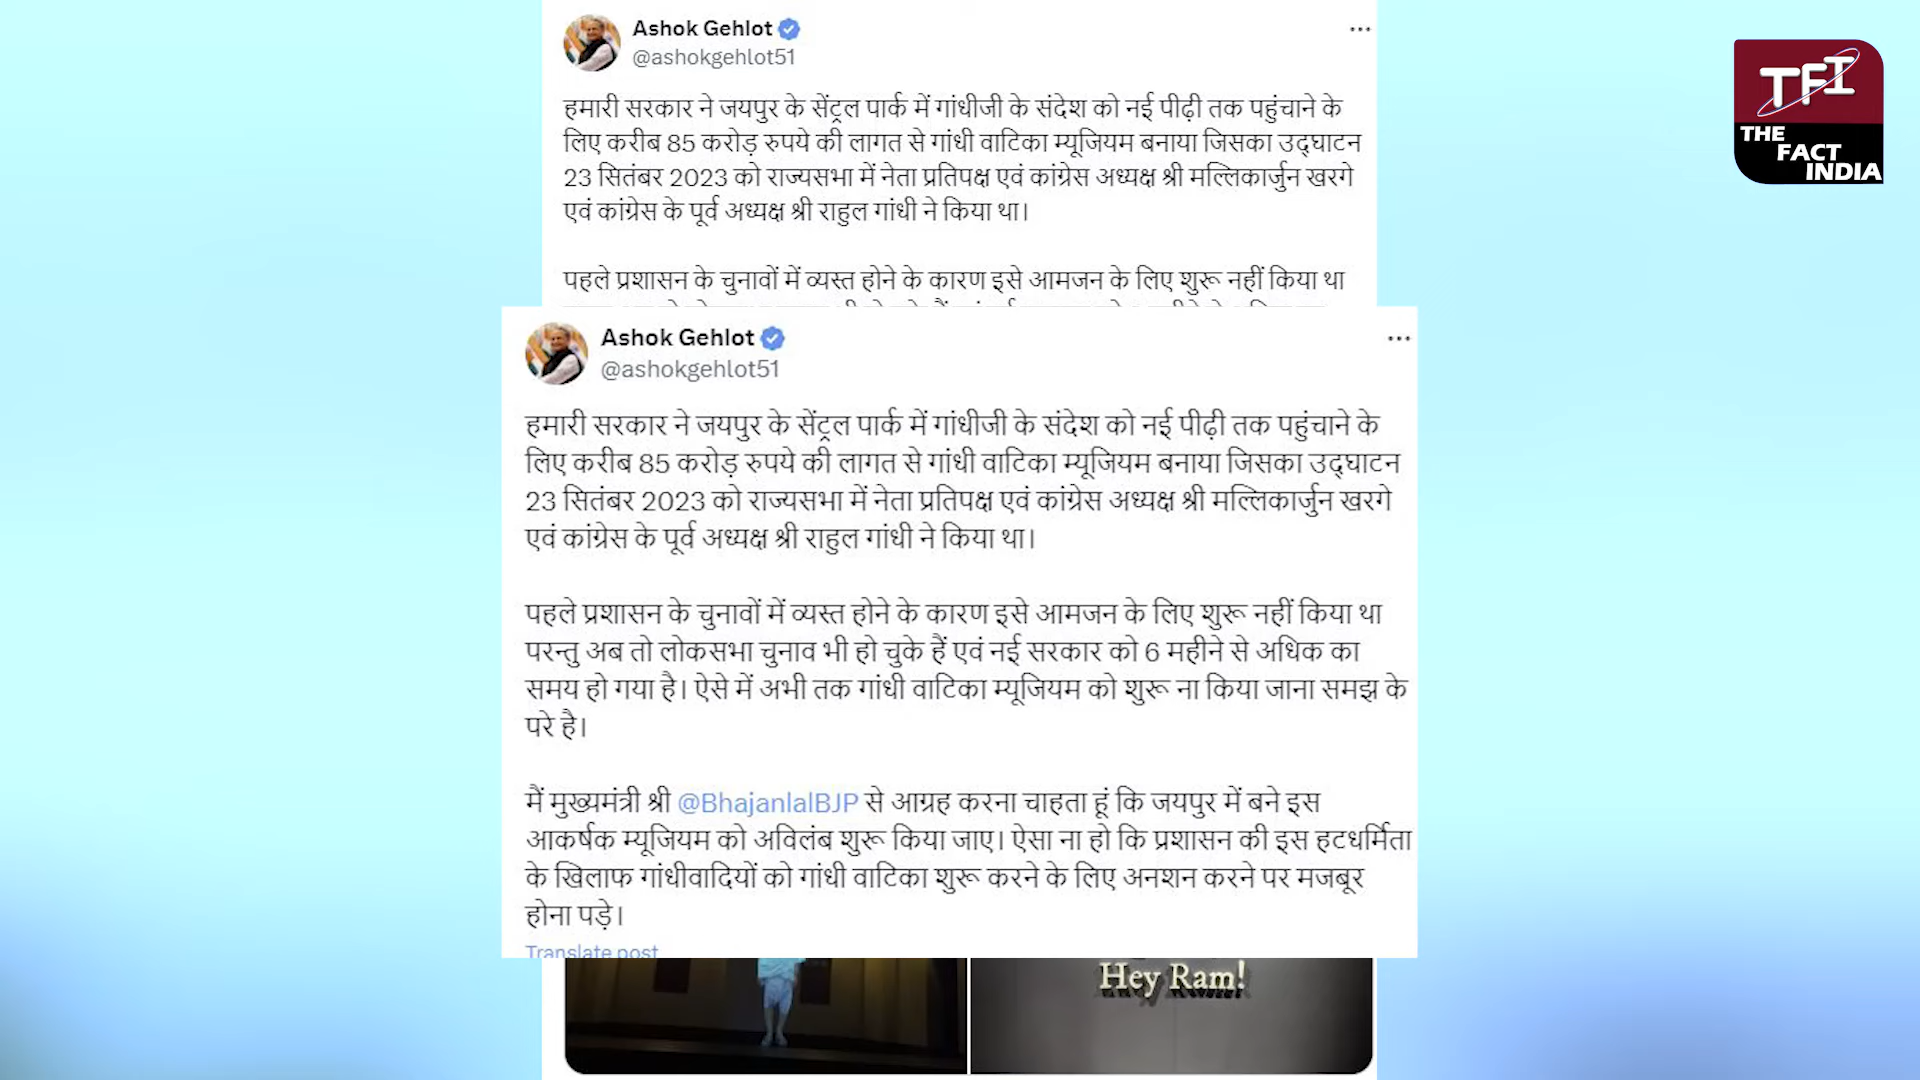 Ashok Gehlot
@ashokgehlot51
हमारी सरकार ने जयपुर के सेंट्रल पार्क में गांधीजी के संदेश को नई पीढ़ी तक पहुंचाने के
लिए करीब 85 करोड़ रुपये की लागत से गांधी वाटिका म्यूजियम बनाया जिसका उद्घाटन
23 सितंबर 2023 को राज्यसभा में नेता प्रतिपक्ष एवं कांग्रेस अध्यक्ष श्री मल्लिकार्जुन खरगे
एवं कांग्रेस के पूर्व अध्यक्ष श्री राहुल गांधी ने किया था।
पहले प्रशासन के चुनावों में व्यस्त होने के कारण इसे आमजन के लिए शुरू नहीं किया था
Ashok Gehlot
@ashokgehlot51
हमारी सरकार ने जयपुर के सेंट्रल पार्क में गांधीजी के संदेश को नई पीढ़ी तक पहुंचाने के
लिए करीब 85 करोड़ रुपये की लागत से गांधी वाटिका म्यूजियम बनाया जिसका उद्घाटन
23 सितंबर 2023 को राज्यसभा में नेता प्रतिपक्ष एवं कांग्रेस अध्यक्ष श्री मल्लिकार्जुन खरगे
एवं कांग्रेस के पूर्व अध्यक्ष श्री राहुल गांधी ने किया था।
पहले प्रशासन के चुनावों में व्यस्त होने के कारण इसे आमजन के लिए शुरू नहीं किया था
परन्तु अब तो लोकसभा चुनाव भी हो चुके हैं एवं नई सरकार को 6 महीने से अधिक का
समय हो गया है। ऐसे में अभी तक गांधी वाटिका म्यूजियम को शुरू ना किया जाना समझ के
परे है।
मैं मुख्यमंत्री श्री @BhajanlalBJP से आग्रह करना चाहता हूं कि जयपुर में बने इस
आकर्षक म्यूजियम को अविलंब शुरू किया जाए। ऐसा ना हो कि प्रशासन की इस हटधर्मिता
के खिलाफ गांधीवादियों को गांधी वाटिका शुरू करने के लिए अनशन करने पर मजबूर
होना पड़े।
Translate post
Hey Ram!
TFI
THE
FACT
INDIA